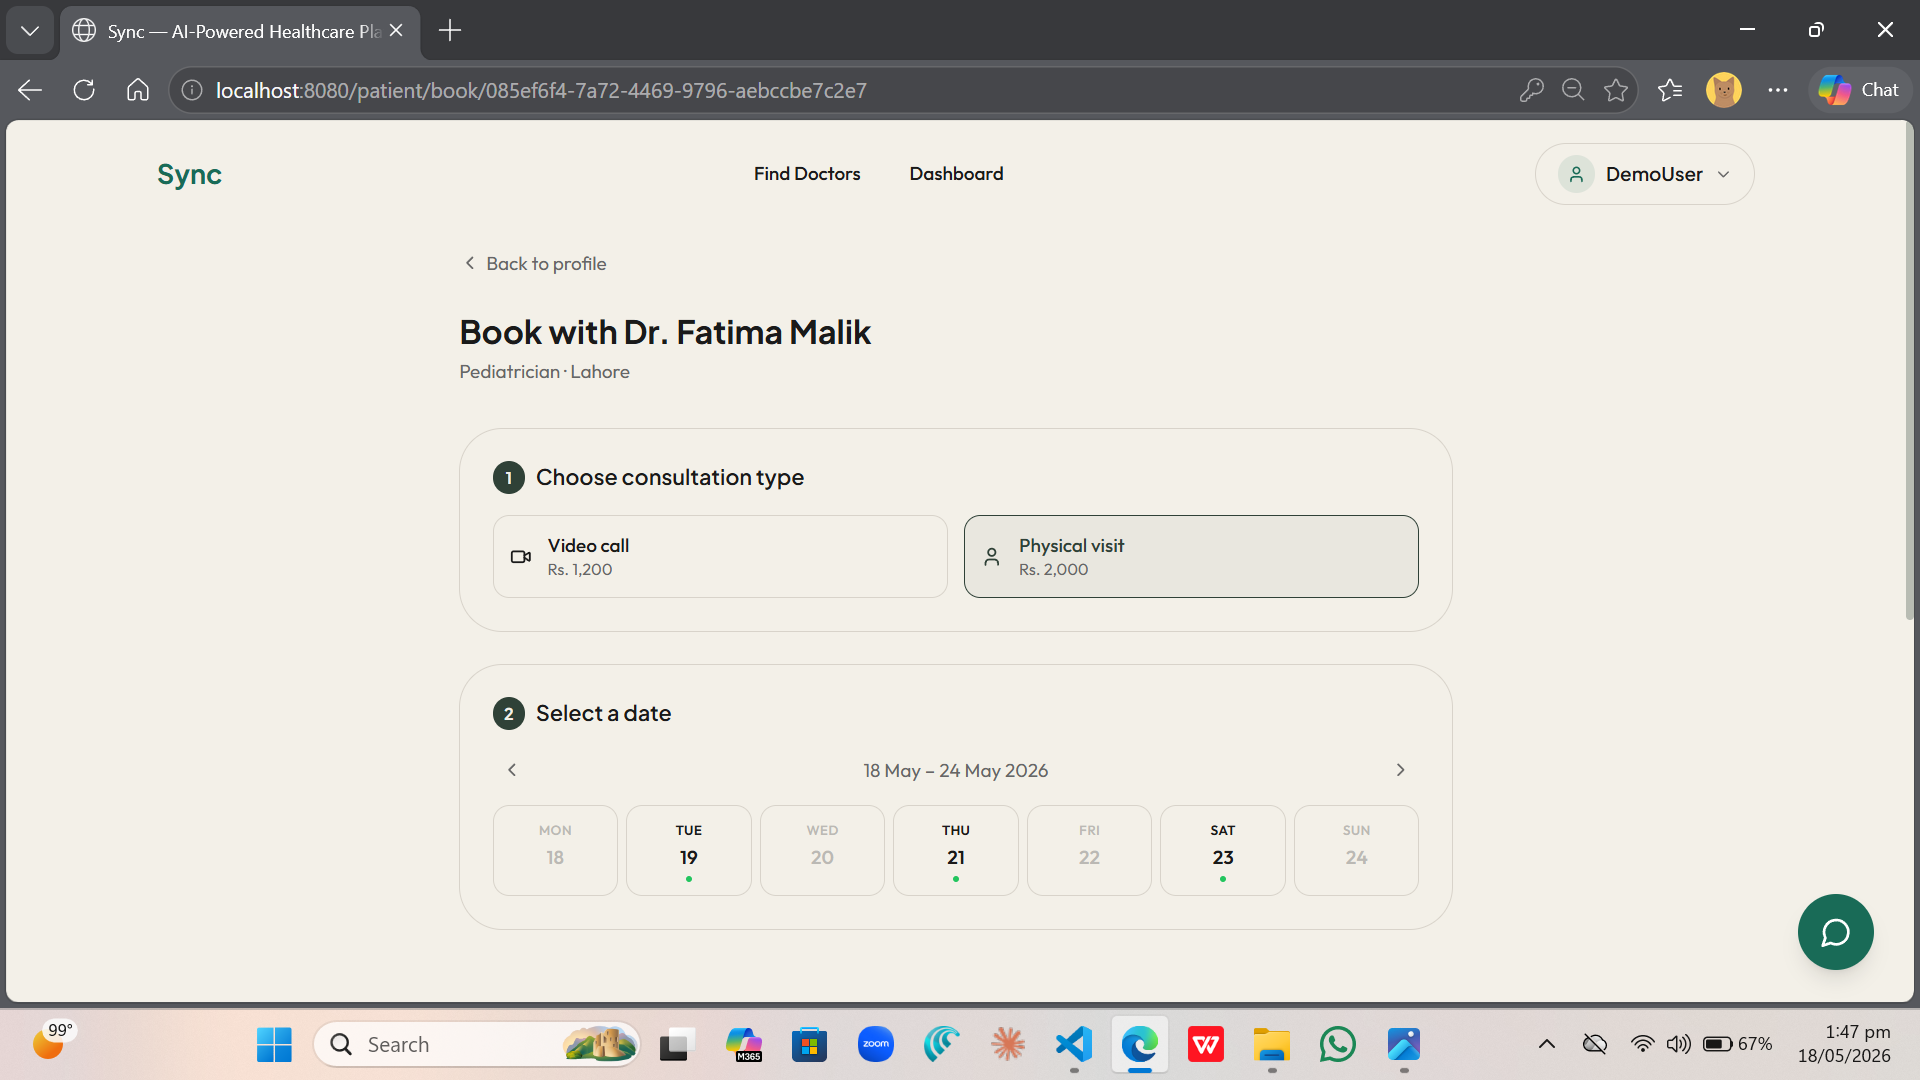 Sync — AI-Powered Healthcare Pla
localhost:8080/patient/book/085ef6f4-7a72-4469-9796-aebccbe7c2e7
Chat
Sync
Find Doctors
Dashboard
DemoUser
Back to profile
Book with Dr. Fatima Malik
Pediatrician · Lahore
1 Choose consultation type
Video call
Rs. 1,200
Physical visit
Rs. 2,000
2 Select a date
18 May – 24 May 2026
MON TUE WED THU FRI SAT SUN
18 19 20 21 22 23 24
99°
Search
M365
zoom
W
67%
1:47 pm
18/05/2026